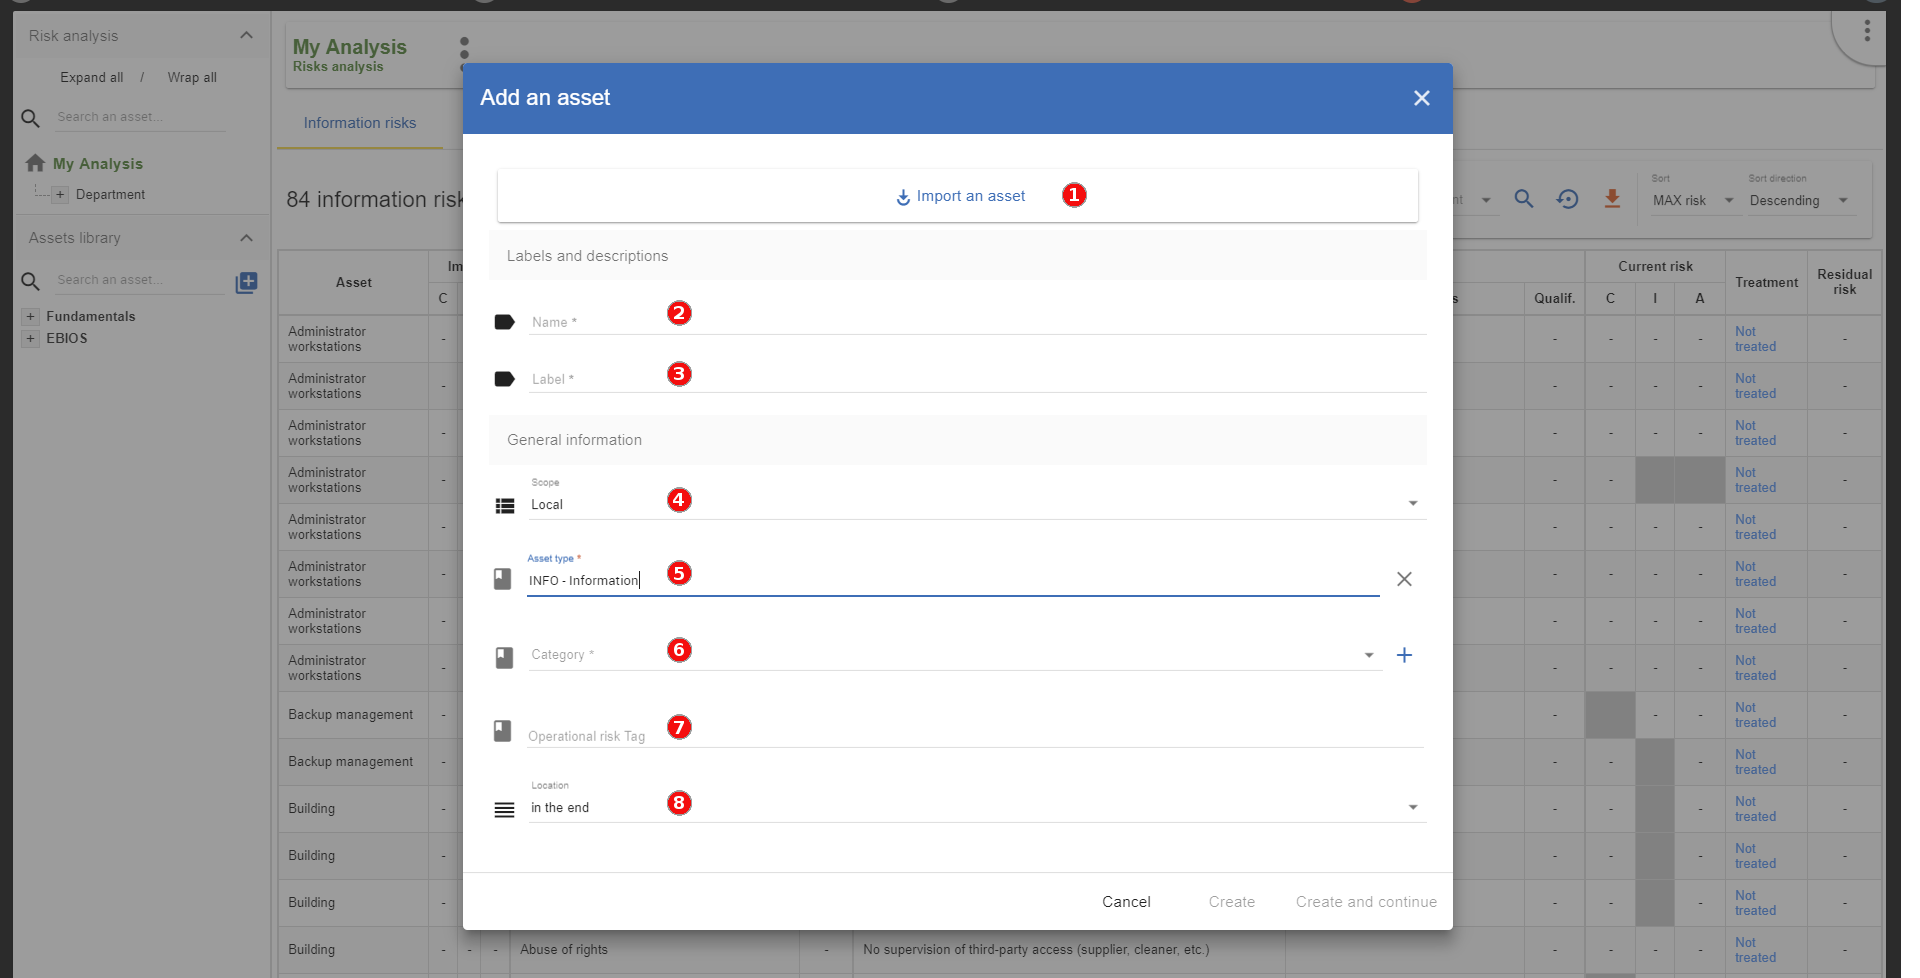 Risk analysis
Expand all / Wrap all
Search an asset...
My Analysis
+ Department
Assets library
Search an asset...
+ Fundamentals
+ EBIOS
My Analysis
Risks analysis
Information risks
84 information risk
Sort
MAX risk
Sort direction
Descending
Add an asset
Import an asset 1
Labels and descriptions
Name * 2
Label * 3
General information
Scope
Local 4
Asset type *
INFO - Information 5
Category * 6
Operational risk Tag 7
Location
in the end 8
Cancel Create Create and continue
Asset
Im
C
Qualif.
Current risk
C I A
Treatment
Residual
risk
Administrator
workstations
- - - - -
Not
treated
-
Administrator
workstations
- - - - -
Not
treated
-
Administrator
workstations
- - - - -
Not
treated
-
Administrator
workstations
- - -
Not
treated
-
Administrator
workstations
- - - - -
Not
treated
-
Administrator
workstations
- - - - -
Not
treated
-
Administrator
workstations
- - - - -
Not
treated
-
Administrator
workstations
- - - - -
Not
treated
-
Backup management - - - -
Not
treated
-
Backup management - - - -
Not
treated
-
Building - - - -
Not
treated
-
Building - - - -
Not
treated
-
Building - - - -
Not
treated
-
Building - - - Abuse of rights - No supervision of third-party access (supplier, cleaner, etc.) - - - -
Not
treated
-